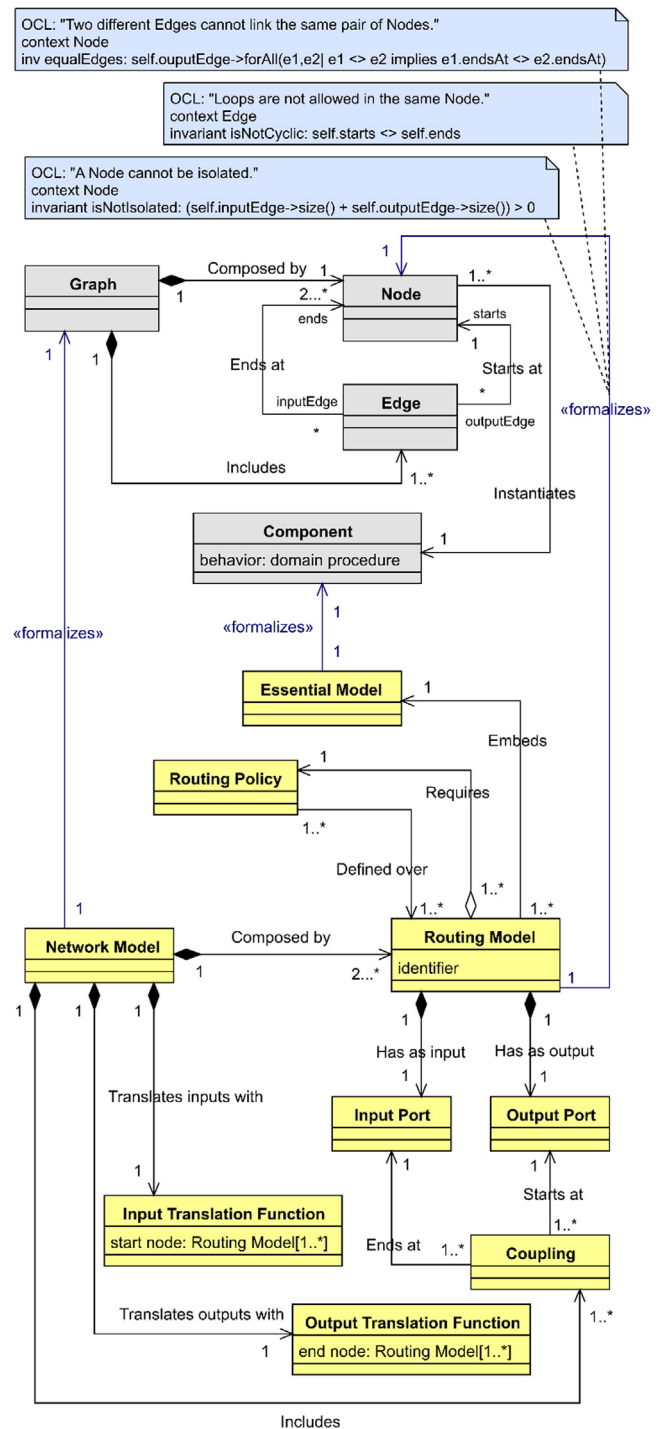 OCL: "Two different Edges cannot link the same pair of Nodes."
context Node
inv equalEdges: self.ouputEdge->forAll(e1,e2| e1 <> e2 implies e1.endsAt <> e2.endsAt)
OCL: "Loops are not allowed in the same Node."
context Edge
invariant isNotCyclic: self.starts <> self.ends
OCL: "A Node cannot be isolated."
context Node
invariant isNotIsolated: (self.inputEdge->size() + self.outputEdge->size()) > 0
Graph
1
Composed by
1
1
1..*
2...*
Node
ends
starts
1
1
1
Ends at
Starts at
inputEdge
*
Edge
*
outputEdge
«formalizes»
Includes
1..*
Instantiates
Component
1
behavior: domain procedure
«formalizes»
«formalizes»
1
1
Essential Model
1
Embeds
Routing Policy
1
Requires
1..*
Defined over
1..*
1..*
1..*
1
Network Model
Composed by
1
2...*
Routing Model
identifier
1
1
1
1
1
1
Has as input
Has as output
1
1
Translates inputs with
Input Port
Output Port
1
1
1
Starts at
1..*
Input Translation Function
start node: Routing Model[1..*]
Ends at
1..*
Coupling
Translates outputs with
1
Output Translation Function
end node: Routing Model[1..*]
1..*
Includes